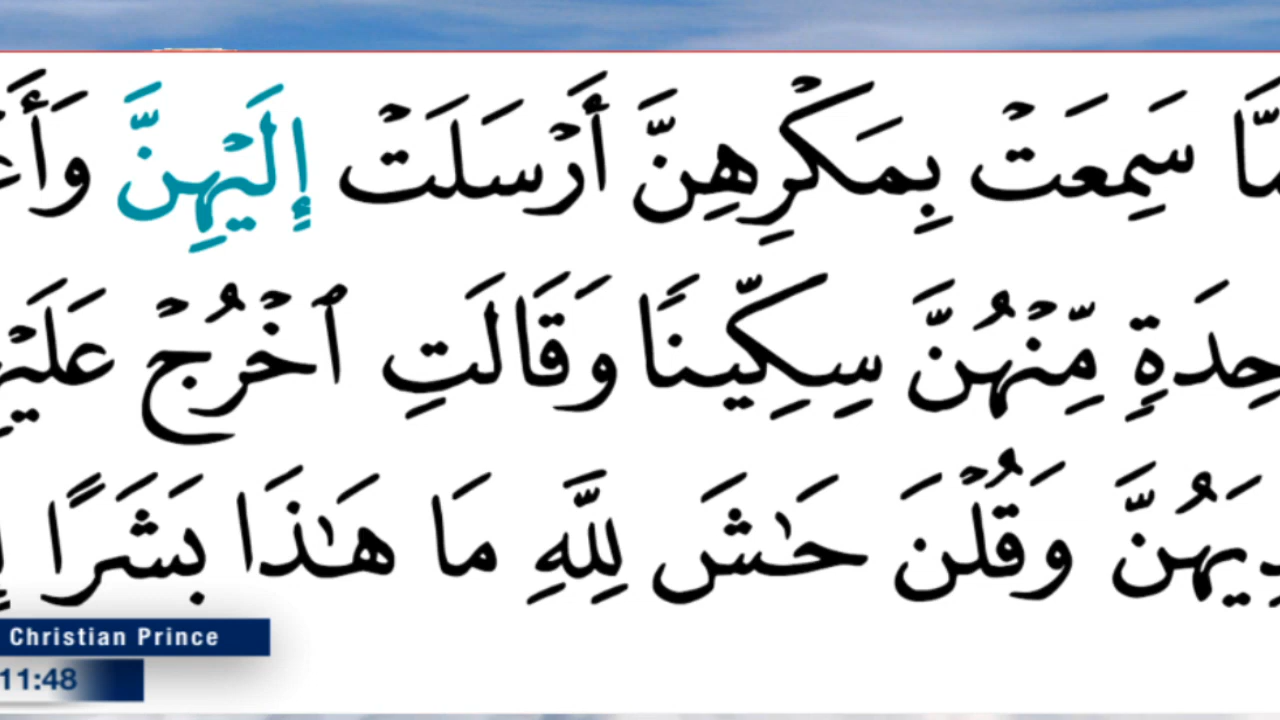 سَمِعَتْ بِمَكْرِهِنَّ أَرْسَلَتْ إِلَيْهِنَّ
مِّنْهُنَّ سِكِّينًا وَقَالَتِ ٱخْرُجْ
وَقُلْنَ حَـٰشَ لِلَّهِ مَا هَـٰذَا بَشَرًا
Christian Prince
11:48